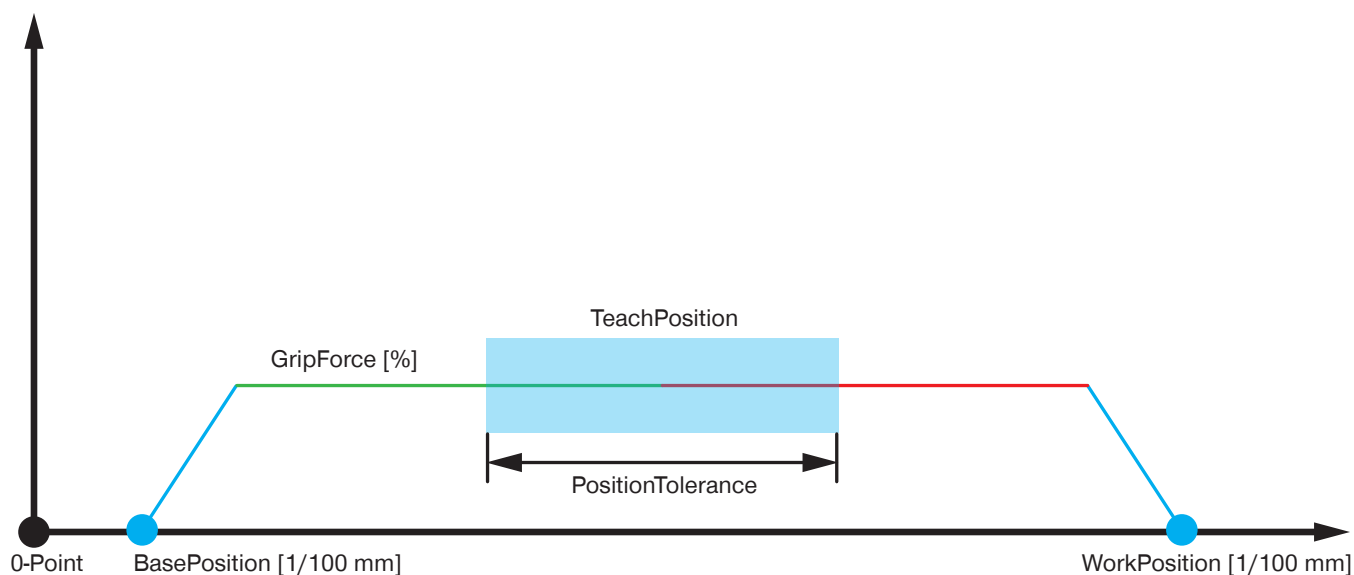 TeachPosition
GripForce [%]
PositionTolerance
0-Point
BasePosition [1/100 mm]
WorkPosition [1/100 mm]